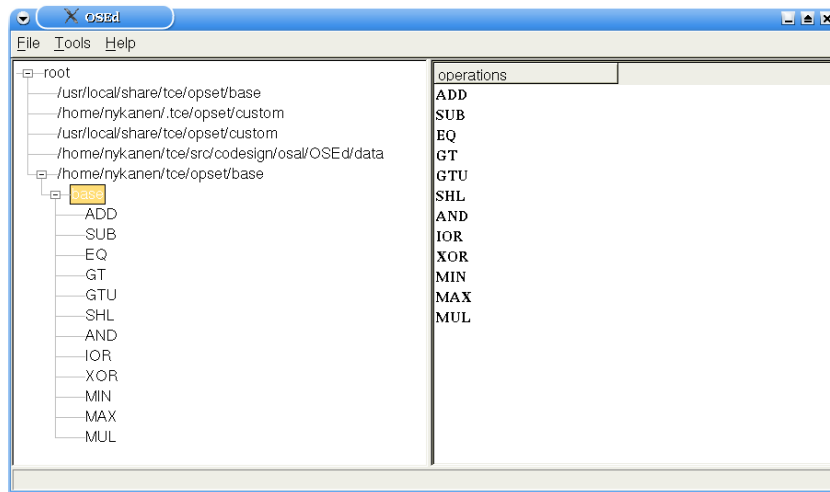 OSEd
File Tools Help
root
/usr/local/share/tce/opset/base
/home/nykanen/.tce/opset/custom
/usr/local/share/tce/opset/custom
/home/nykanen/tce/src/codesign/osal/OSEd/data
/home/nykanen/tce/opset/base
base
ADD
SUB
EQ
GT
GTU
SHL
AND
IOR
XOR
MIN
MAX
MUL
operations
ADD
SUB
EQ
GT
GTU
SHL
AND
IOR
XOR
MIN
MAX
MUL